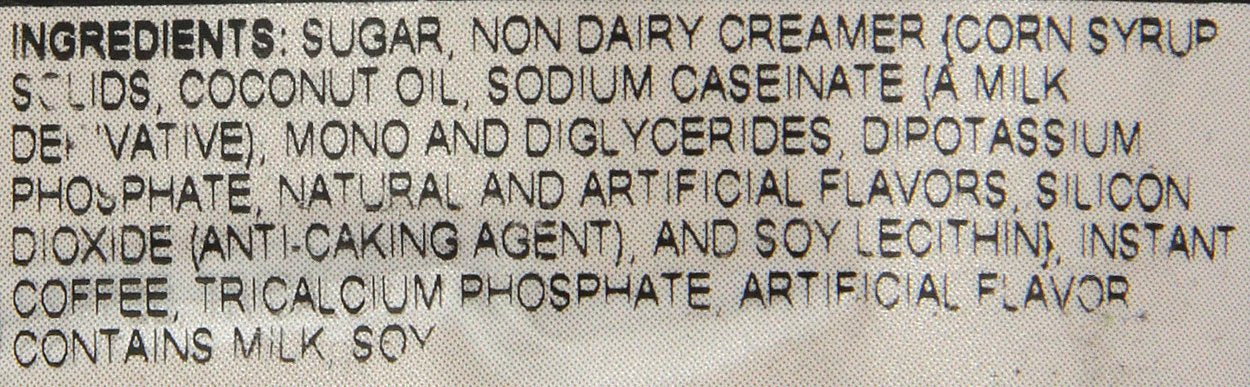 INGREDIENTS: SUGAR, NON DAIRY CREAMER {CORN SYRUP
SOLIDS, COCONUT OIL, SODIUM CASEINATE (A MILK
DERIVATIVE), MONO AND DIGLYCERIDES, DIPOTASSIUM
PHOSPHATE, NATURAL AND ARTIFICIAL FLAVORS, SILICON
DIOXIDE (ANTI-CAKING AGENT), AND SOY LECITHIN}, INSTANT
COFFEE, TRICALCIUM PHOSPHATE, ARTIFICIAL FLAVOR
CONTAINS MILK, SOY